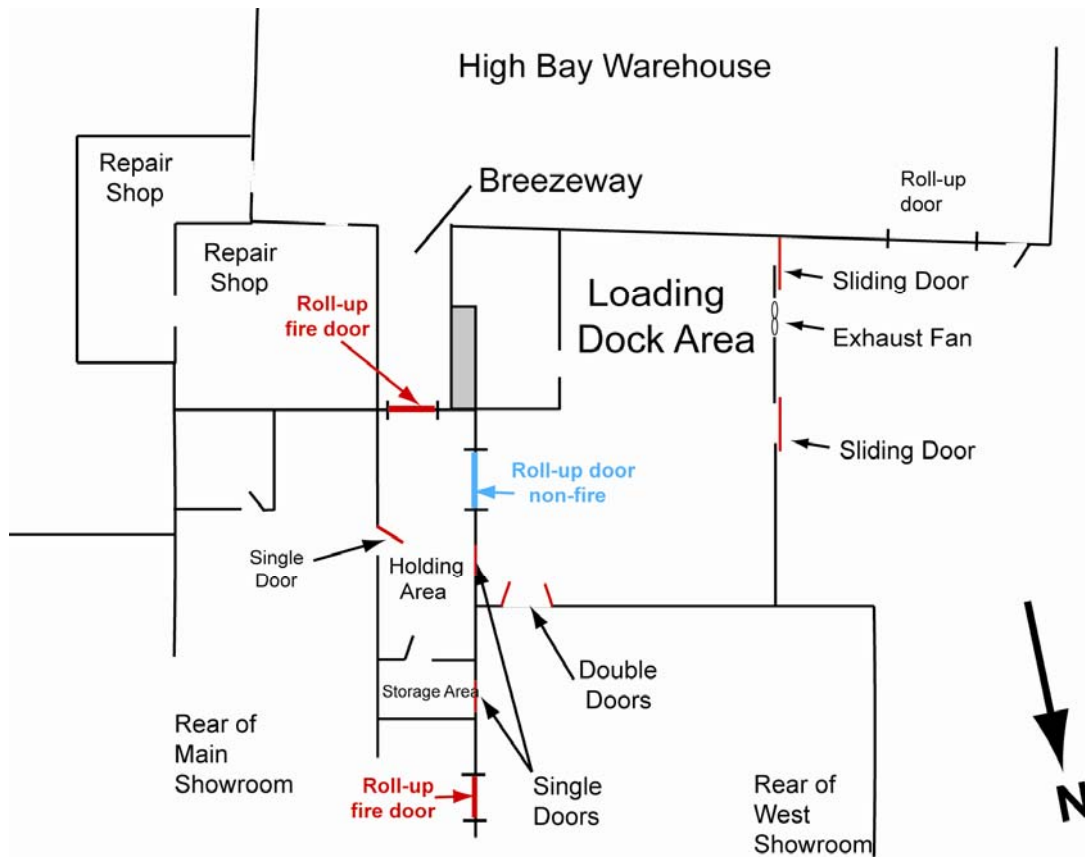 High Bay Warehouse
Repair
Shop
Breezeway
Roll-up
door
Repair
Shop
Roll-up
fire door
Loading
Dock Area
Sliding Door
Exhaust Fan
Sliding Door
Roll-up door
non-fire
Single
Door
Holding
Area
Double
Doors
Storage Area
Rear of
Main
Showroom
Roll-up
fire door
Single
Doors
Rear of
West
Showroom
N